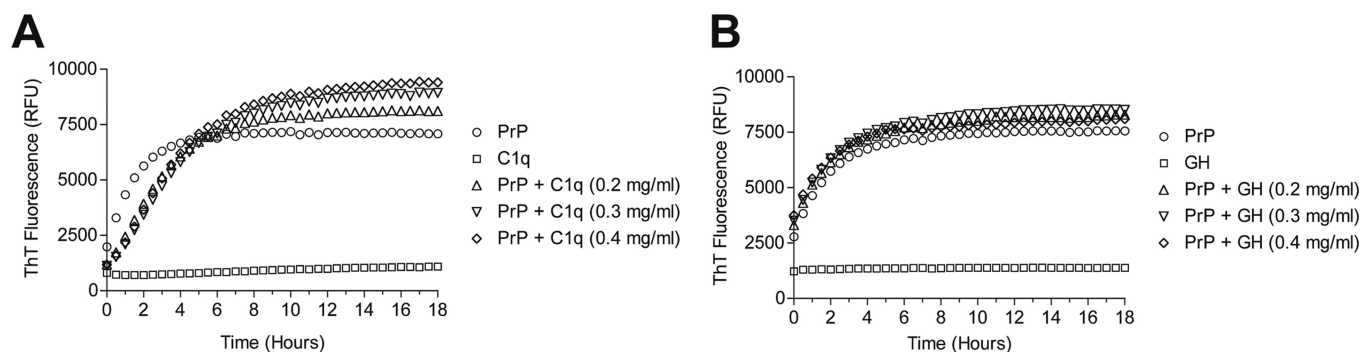 A
ThT Fluorescence (RFU)
10000
7500
5000
2500
0
0 2 4 6 8 10 12 14 16 18
Time (Hours)
PrP
C1q
PrP + C1q (0.2 mg/ml)
PrP + C1q (0.3 mg/ml)
PrP + C1q (0.4 mg/ml)
B
ThT Fluorescence (RFU)
10000
7500
5000
2500
0
0 2 4 6 8 10 12 14 16 18
Time (Hours)
PrP
GH
PrP + GH (0.2 mg/ml)
PrP + GH (0.3 mg/ml)
PrP + GH (0.4 mg/ml)